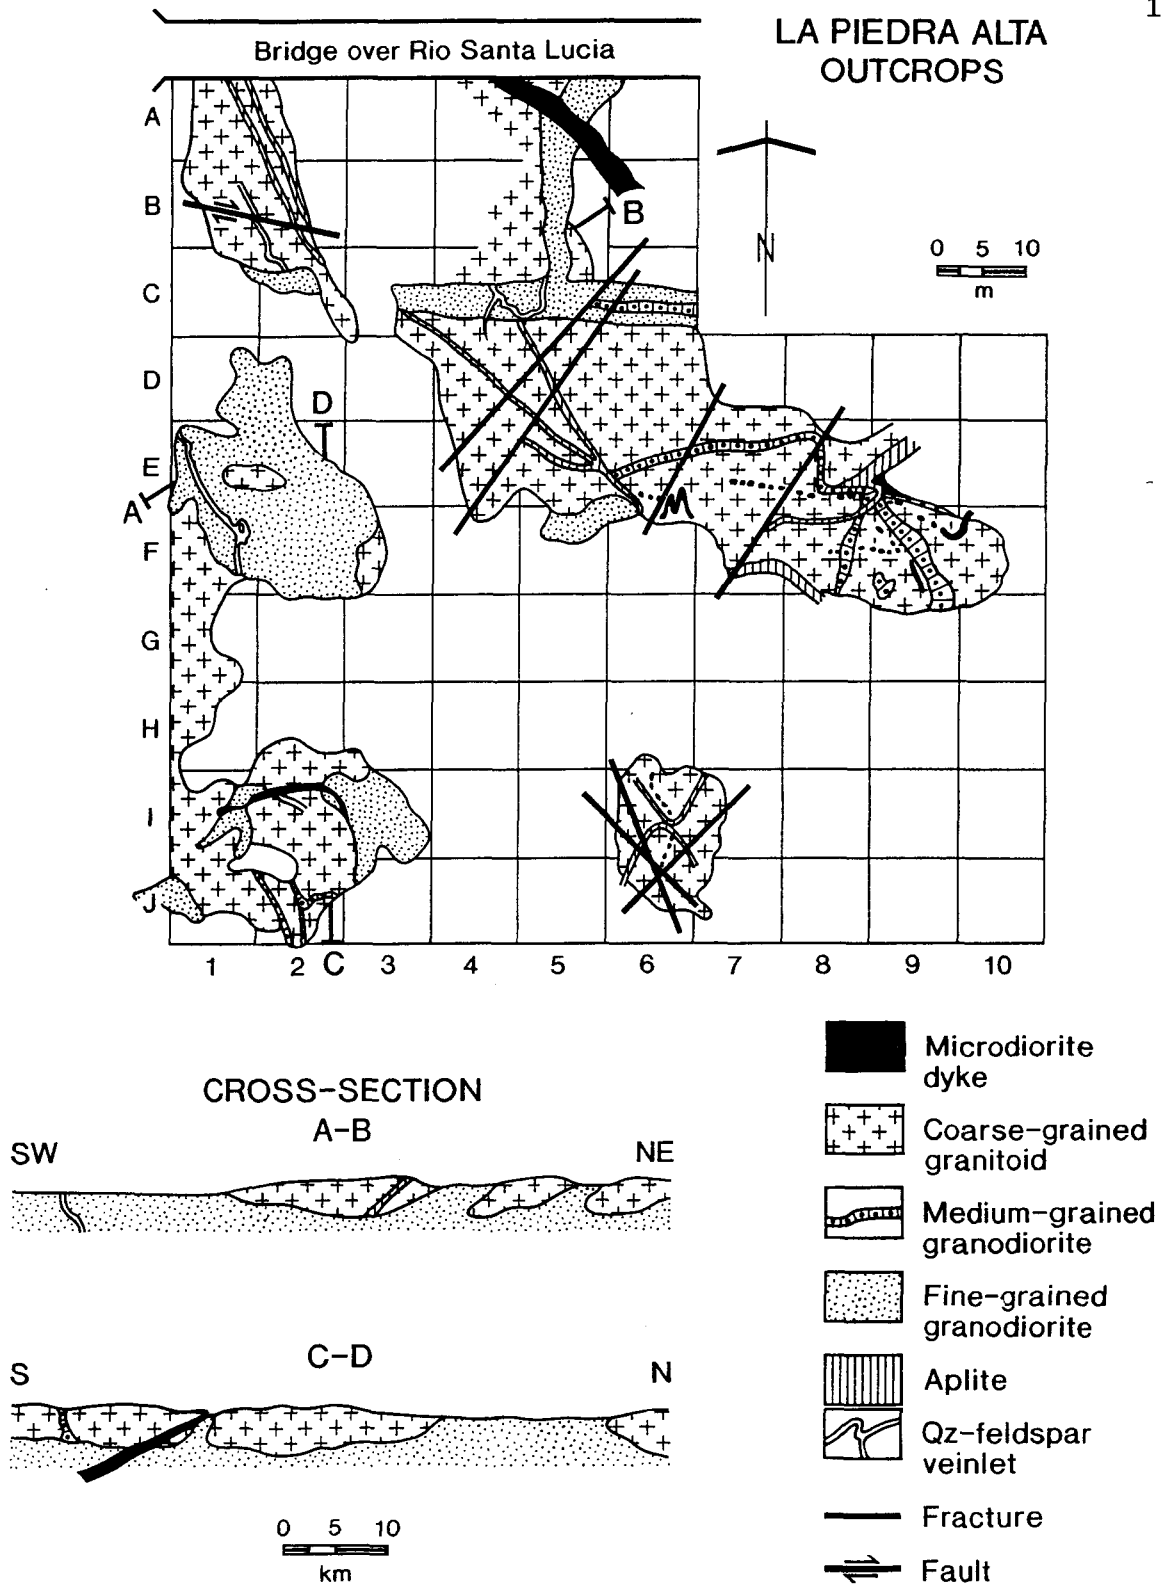 1
LA PIEDRA ALTA
OUTCROPS
Bridge over Rio Santa Lucia
A
B
C
D
E
F
G
H
I
J
1 2 3 4 5 6 7 8 9 10
A
B
C
D
N
0 5 10
m
CROSS-SECTION
A-B
SW NE
C-D
S N
0 5 10
km
Microdiorite
dyke
Coarse-grained
granitoid
Medium-grained
granodiorite
Fine-grained
granodiorite
Aplite
Qz-feldspar
veinlet
Fracture
Fault